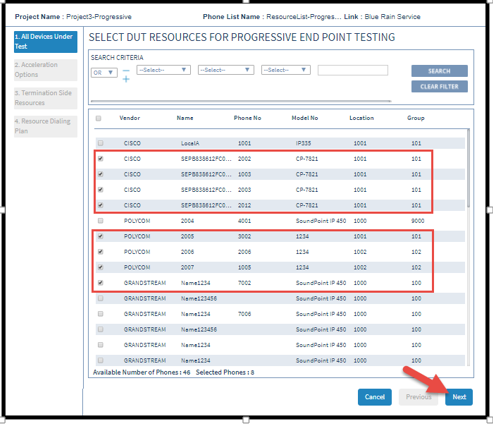 Project Name : Project3-Progressive Phone List Name : ResourceList-Progres... Link : Blue Rain Service
1. All Devices Under Test
2. Acceleration Options
3. Termination Side Resources
4. Resource Dialing Plan
SELECT DUT RESOURCES FOR PROGRESSIVE END POINT TESTING
SEARCH CRITERIA
OR --Select-- --Select-- --Select-- SEARCH
CLEAR FILTER
Vendor Name Phone No Model No Location Group
CISCO LocalA 1001 IP335 1001 101
CISCO SEPB838612FC0... 2002 CP-7821 1001 101
CISCO SEPB838612FC0... 1003 CP-7821 1001 101
CISCO SEPB838612FC0... 2003 CP-7821 1001 101
CISCO SEPB838612FC0... 2012 CP-7821 1001 101
POLYCOM 2004 4001 SoundPoint IP 450 1000 9000
POLYCOM 2005 3002 1234 1001 101
POLYCOM 2006 2006 1234 1002 102
POLYCOM 2007 1005 1234 1002 102
GRANDSTREAM Name1234 7002 SoundPoint IP 450 1000 100
GRANDSTREAM Name123456 SoundPoint IP 450 1000 100
GRANDSTREAM Name1234 7006 SoundPoint IP 450 1000 100
GRANDSTREAM Name123456 SoundPoint IP 450 1000 100
GRANDSTREAM Name1234 SoundPoint IP 450 1000 100
GRANDSTREAM Name1234 SoundPoint IP 450 1000 100
Available Number of Phones : 46 Selected Phones : 8
Cancel Previous Next